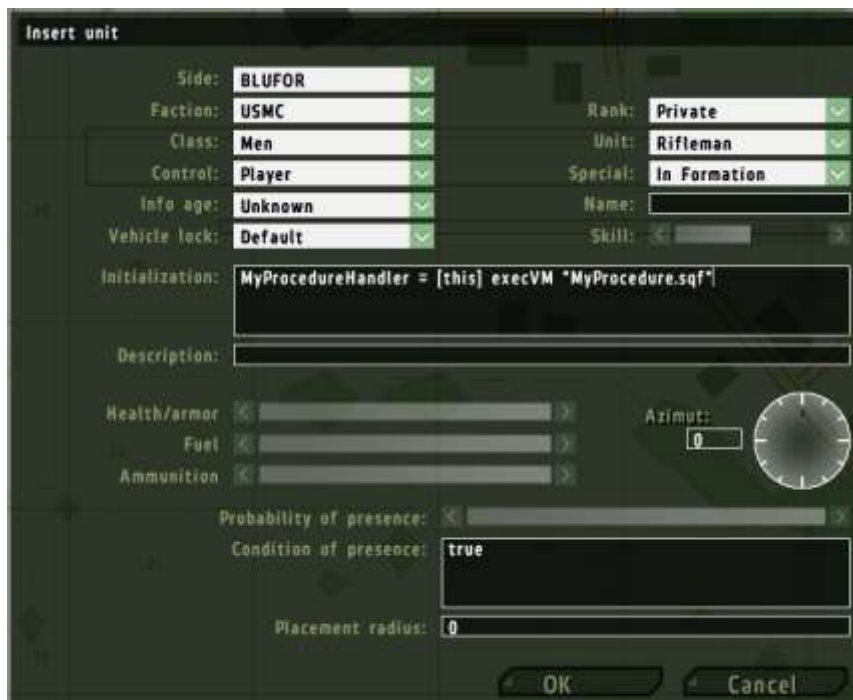 Insert unit
Side: BLUFOR
Faction: USMC Rank: Private
Class: Men Unit: Rifleman
Control: Player Special: In Formation
Info age: Unknown Name:
Vehicle lock: Default Skill:
Initialization: MyProcedureHandler = [this] execVM "MyProcedure.sqf"
Description:
Health/armor Azimut:
Fuel 0
Ammunition
Probability of presence:
Condition of presence: true
Placement radius: 0
OK Cancel